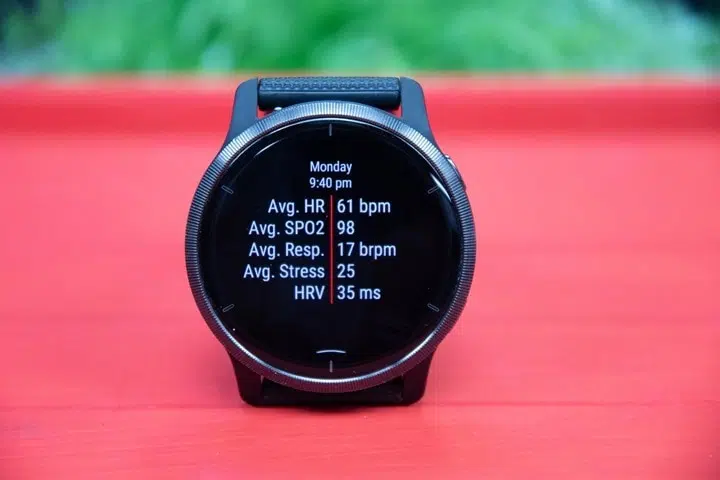 Monday
9:40 pm
Avg. HR 61 bpm
Avg. SPO2 98
Avg. Resp. 17 brpm
Avg. Stress 25
HRV 35 ms